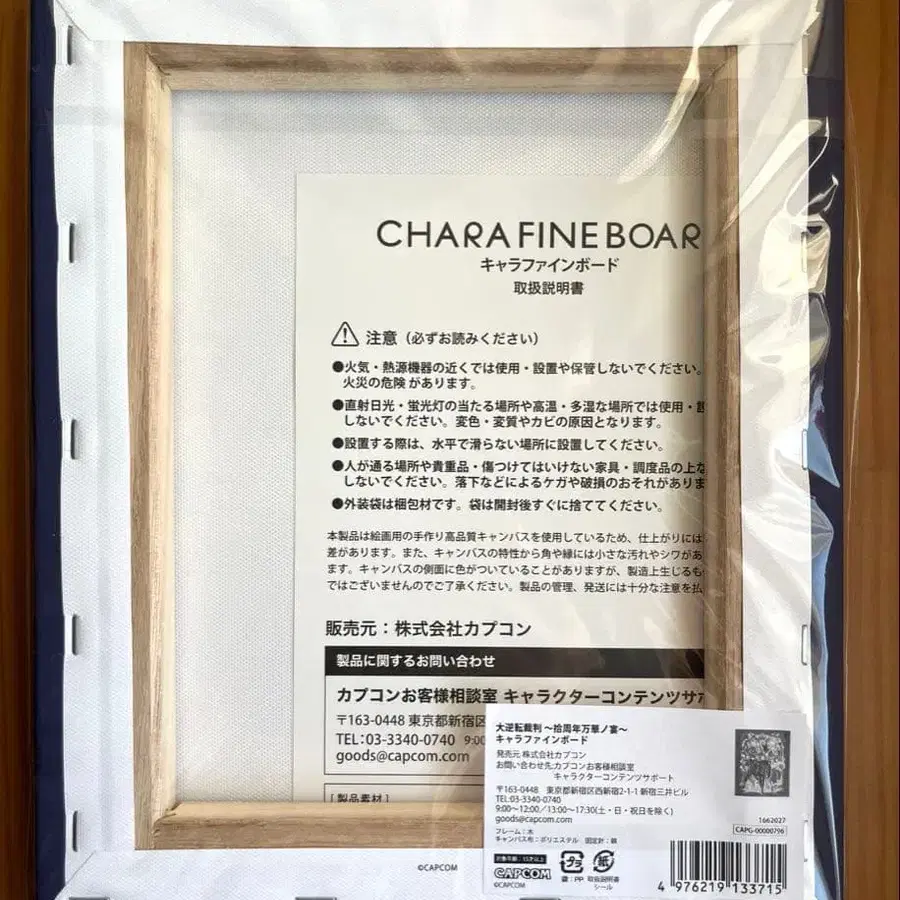 CHARA FINE BOAR
キャラファインボード
取扱説明書
注意（必ずお読みください）
●火気・熱源機器の近くでは使用・設置や保管しないでください。
火災の危険 があります。
●直射日光・蛍光灯の当たる場所や高温・多湿な場所では使用・設
しないでください。変色・変質やカビの原因となります。
●設置する際は、水平で滑らない場所に設置してください。
●人が通る場所や貴重品・傷つけてはいけない家具・調度品の上な
しないでください。落下などによるケガや破損のおそれがありま
●外装袋は梱包材です。袋は開封後すぐに捨ててください。
本製品は絵画用の手作り高品質キャンバスを使用しているため、仕上がりには
差があります。また、キャンバスの特性から角や縁には小さな汚れやシワがあ
ます。キャンバスの側面に色がついていることがありますが、製造上生じるも
ではございませんのでご了承ください。製品の管理、発送には十分な注意を払
販売元：株式会社カプコン
製品に関するお問い合わせ
カプコンお客様相談室 キャラクターコンテンツサポ
〒163-0448 東京都新宿区
TEL:03-3340-0740 9:00
goods@capcom.com
[製品素材]
©CAPCOM
大逆転裁判 ～拾周年万華ノ宴～
キャラファインボード
発売元 株式会社カプコン
お問い合わせ先:カプコンお客様相談室
キャラクターコンテンツサポート
〒163-0448 東京都新宿区西新宿2-1-1 新宿三井ビル
TEL:03-3340-0740
9:00～12:00／13:00～17:30(土・日・祝日を除く)
goods@capcom.com
フレーム：木
キャンバス布：ポリエステル 固定針：鉄
1662027
CAPG-00000796
対象年齢：15才以上
CAPCOM
©CAPCOM
プラ
袋：PP
紙
取扱説明書
シール
4 976219 133715